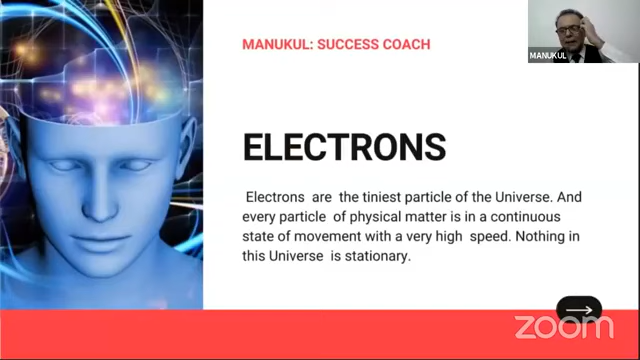 MANUKUL: SUCCESS COACH
MANUKUL
ELECTRONS
Electrons are the tiniest particle of the Universe. And
every particle of physical matter is in a continuous
state of movement with a very high speed. Nothing in
this Universe is stationary.
zoom